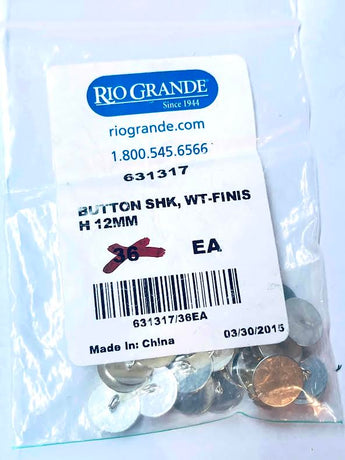 RIO GRANDE®
Since 1944
riogrande.com
1.800.545.6566
631317
BUTTON SHK, WT-FINIS
H 12MM
36 EA
631317/36EA
Made In: China 03/30/2015